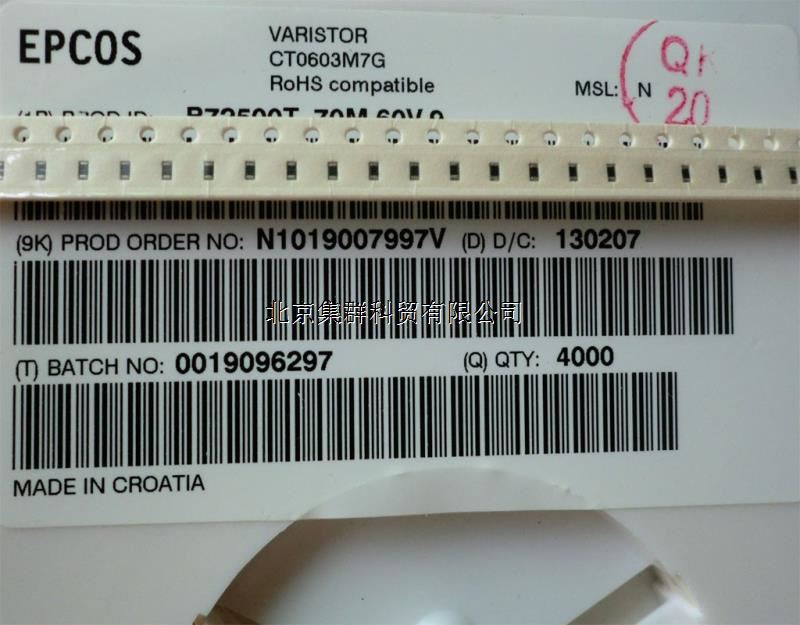 EPCOS
VARISTOR
CT0603M7G
RoHS compatible
MSL: N
QK
20
(9K) PROD ORDER NO: N1019007997V (D) D/C: 130207
北京集群科贸有限公司
(T) BATCH NO: 0019096297 (Q) QTY: 4000
MADE IN CROATIA